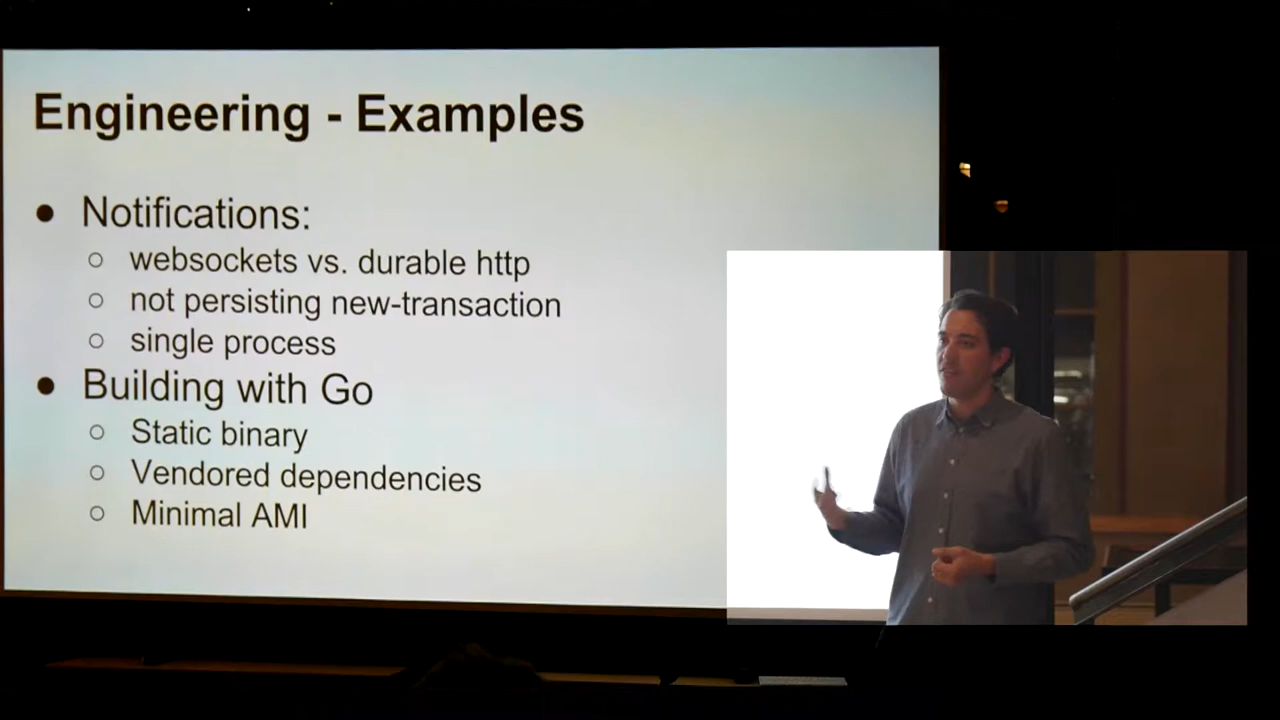 Engineering - Examples
● Notifications:
○ websockets vs. durable http
○ not persisting new-transaction
○ single process
● Building with Go
○ Static binary
○ Vendored dependencies
○ Minimal AMI